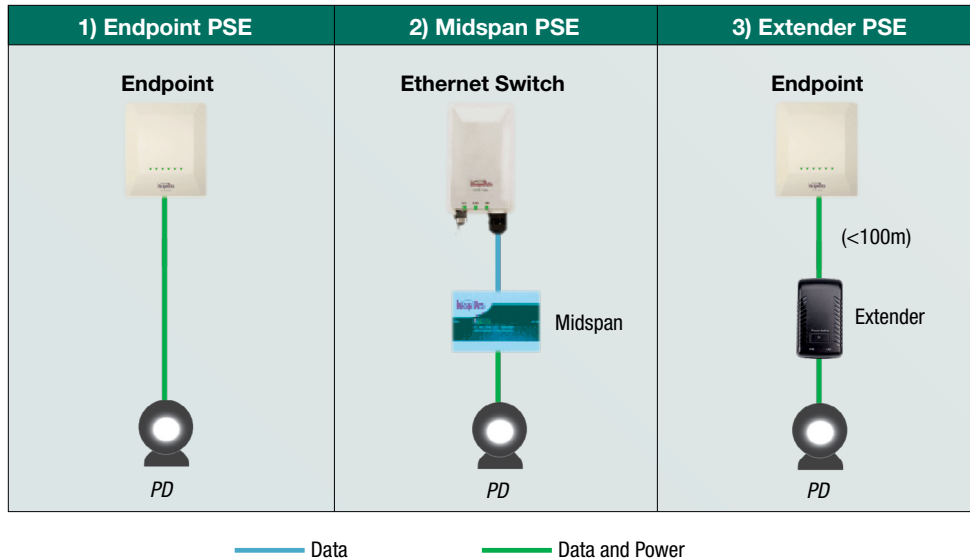 1) Endpoint PSE
2) Midspan PSE
3) Extender PSE
Endpoint
Ethernet Switch
Endpoint
(<100m)
Midspan
Extender
PD
PD
PD
Data
Data and Power